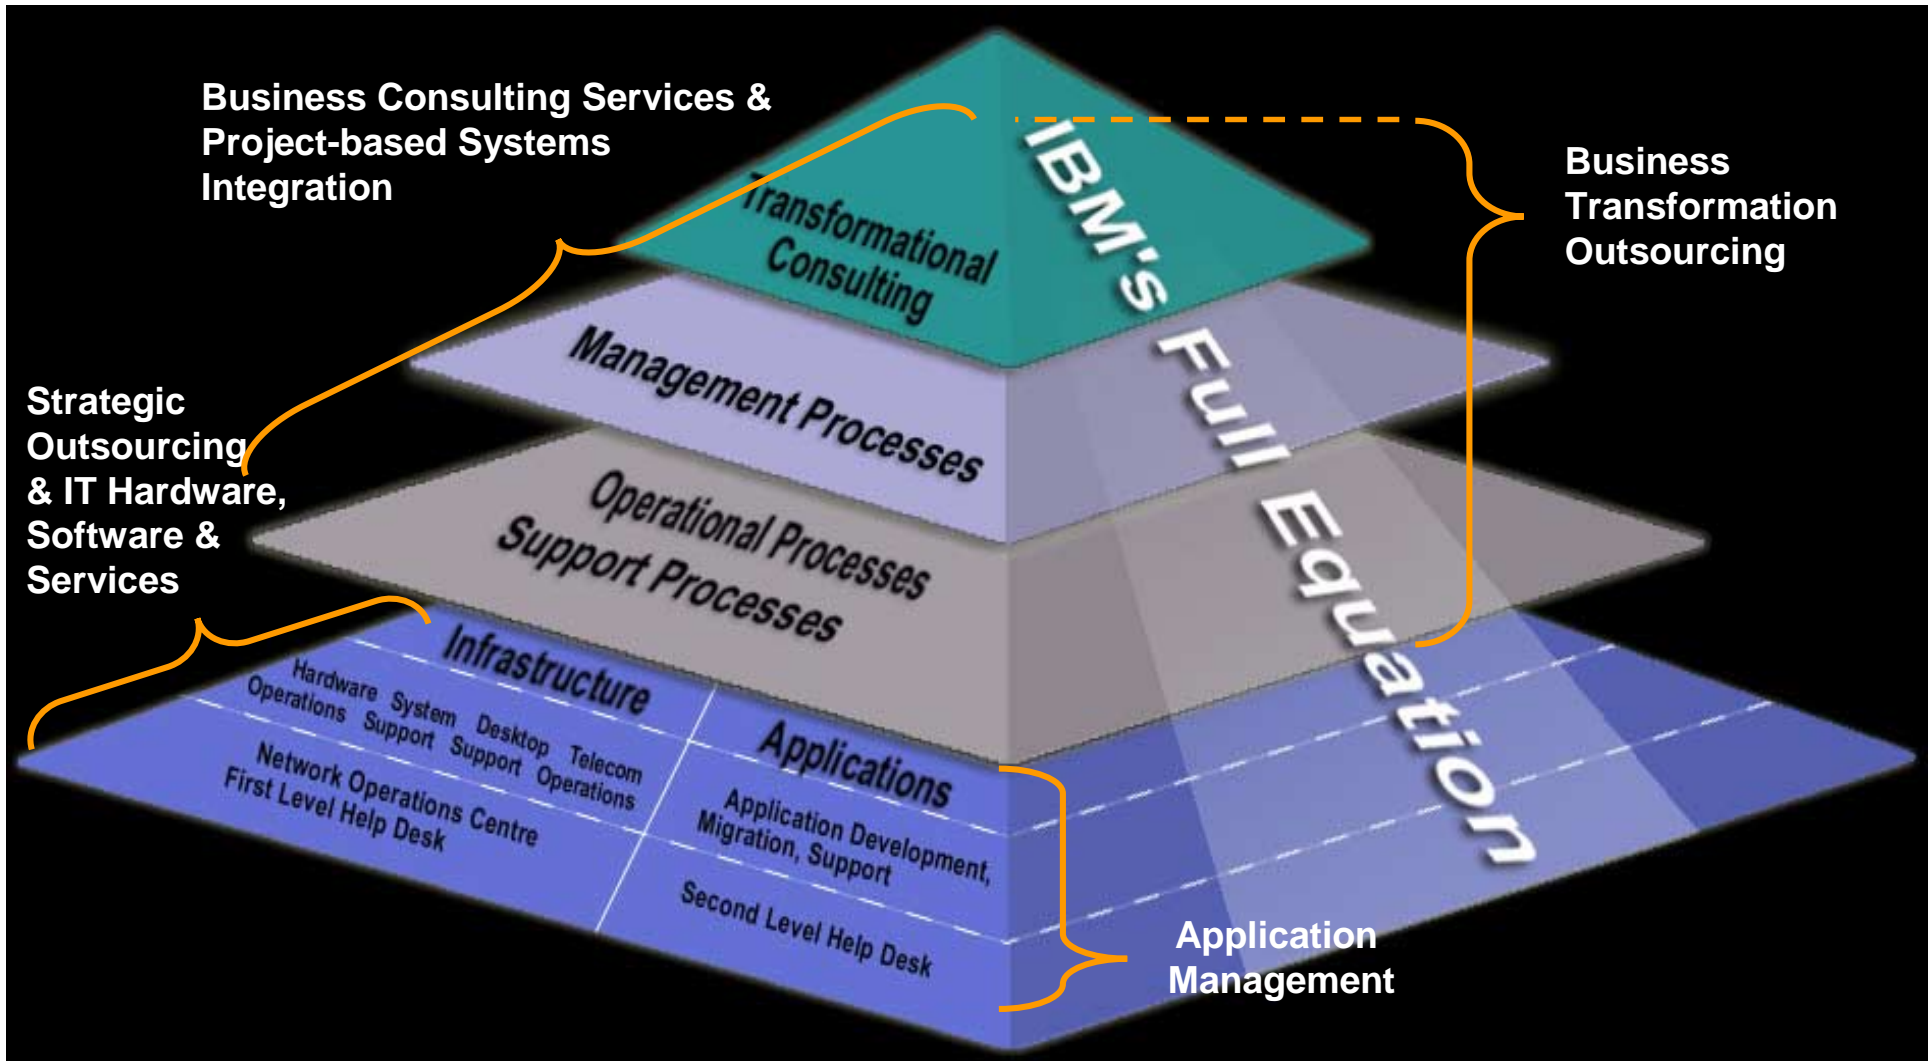 Business Consulting Services &
Project-based Systems
Integration
Business
Transformation
Outsourcing
Strategic
Outsourcing
& IT Hardware,
Software &
Services
IBM's Full Equation
Transformational
Consulting
Management Processes
Operational Processes
Support Processes
Infrastructure
Hardware System Desktop Telecom
Operations Support Support Operations
Network Operations Centre
First Level Help Desk
Applications
Application Development,
Migration, Support
Second Level Help Desk
Application
Management